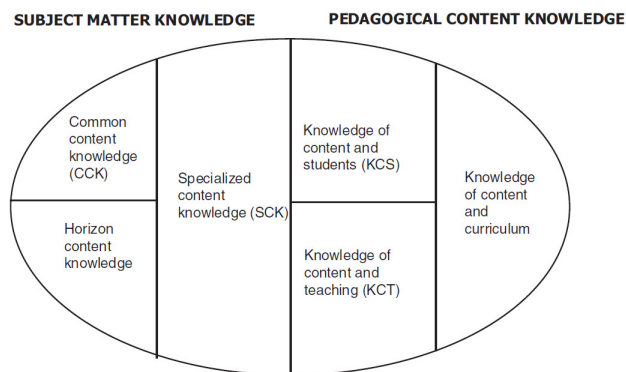 SUBJECT MATTER KNOWLEDGE
PEDAGOGICAL CONTENT KNOWLEDGE
Common
content
knowledge
(CCK)
Horizon
content
knowledge
Specialized
content
knowledge (SCK)
Knowledge of
content and
students (KCS)
Knowledge of
content and
teaching (KCT)
Knowledge
of content
and
curriculum